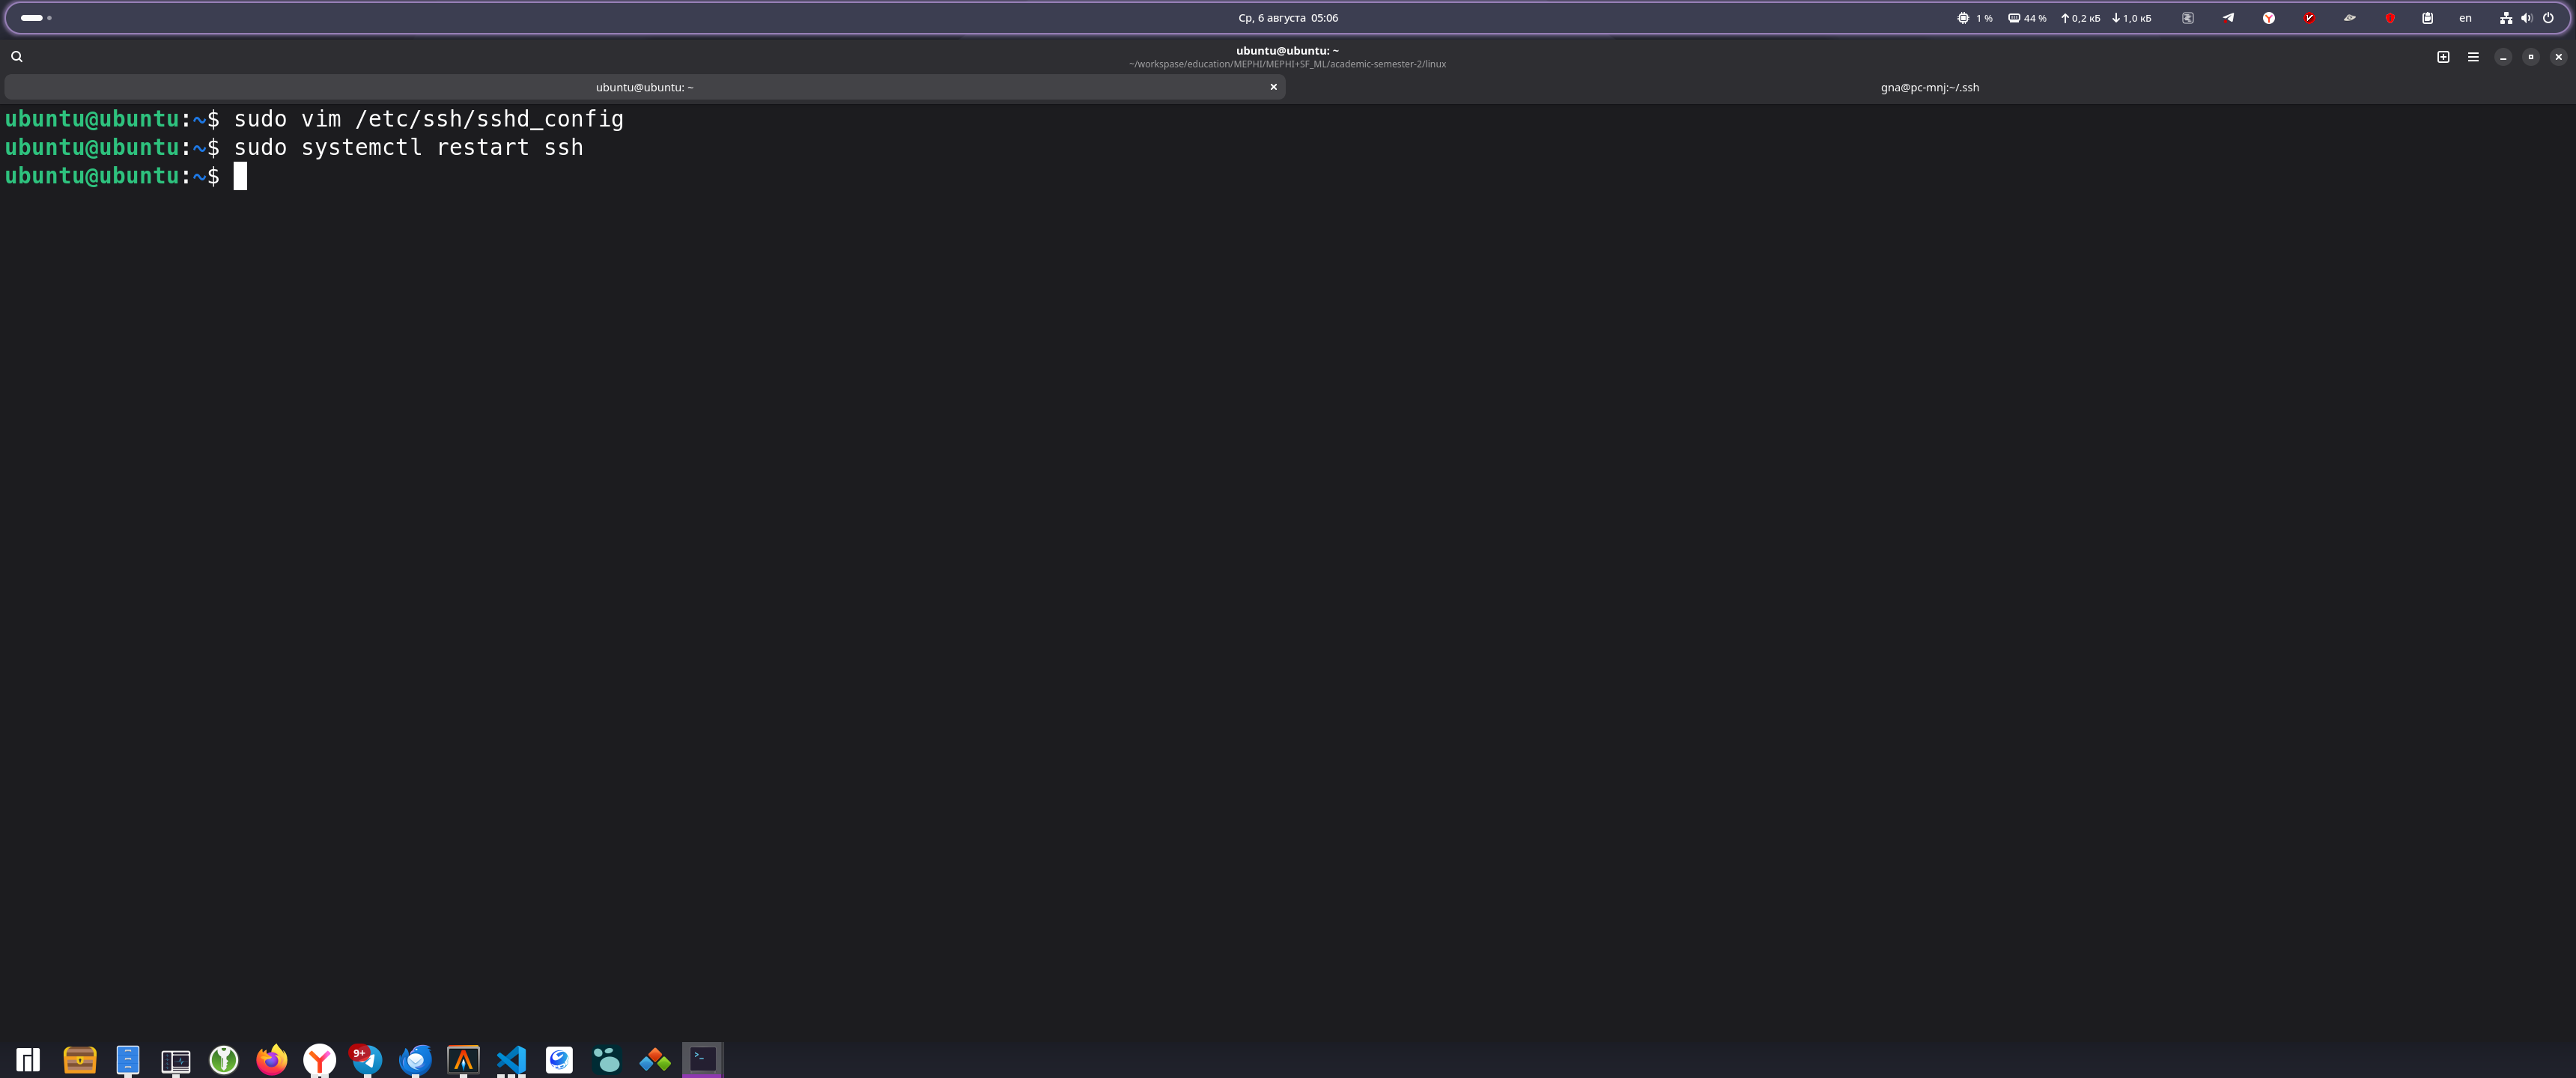 Ср, 6 августа 05:06
1 % 44 % 0,2 кБ 1,0 кБ en
ubuntu@ubuntu: ~
~/workspase/education/MEPHI/MEPHI+SF_ML/academic-semester-2/linux
ubuntu@ubuntu: ~
gna@pc-mnj:~/.ssh
ubuntu@ubuntu:~$ sudo vim /etc/ssh/sshd_config
ubuntu@ubuntu:~$ sudo systemctl restart ssh
ubuntu@ubuntu:~$
9+